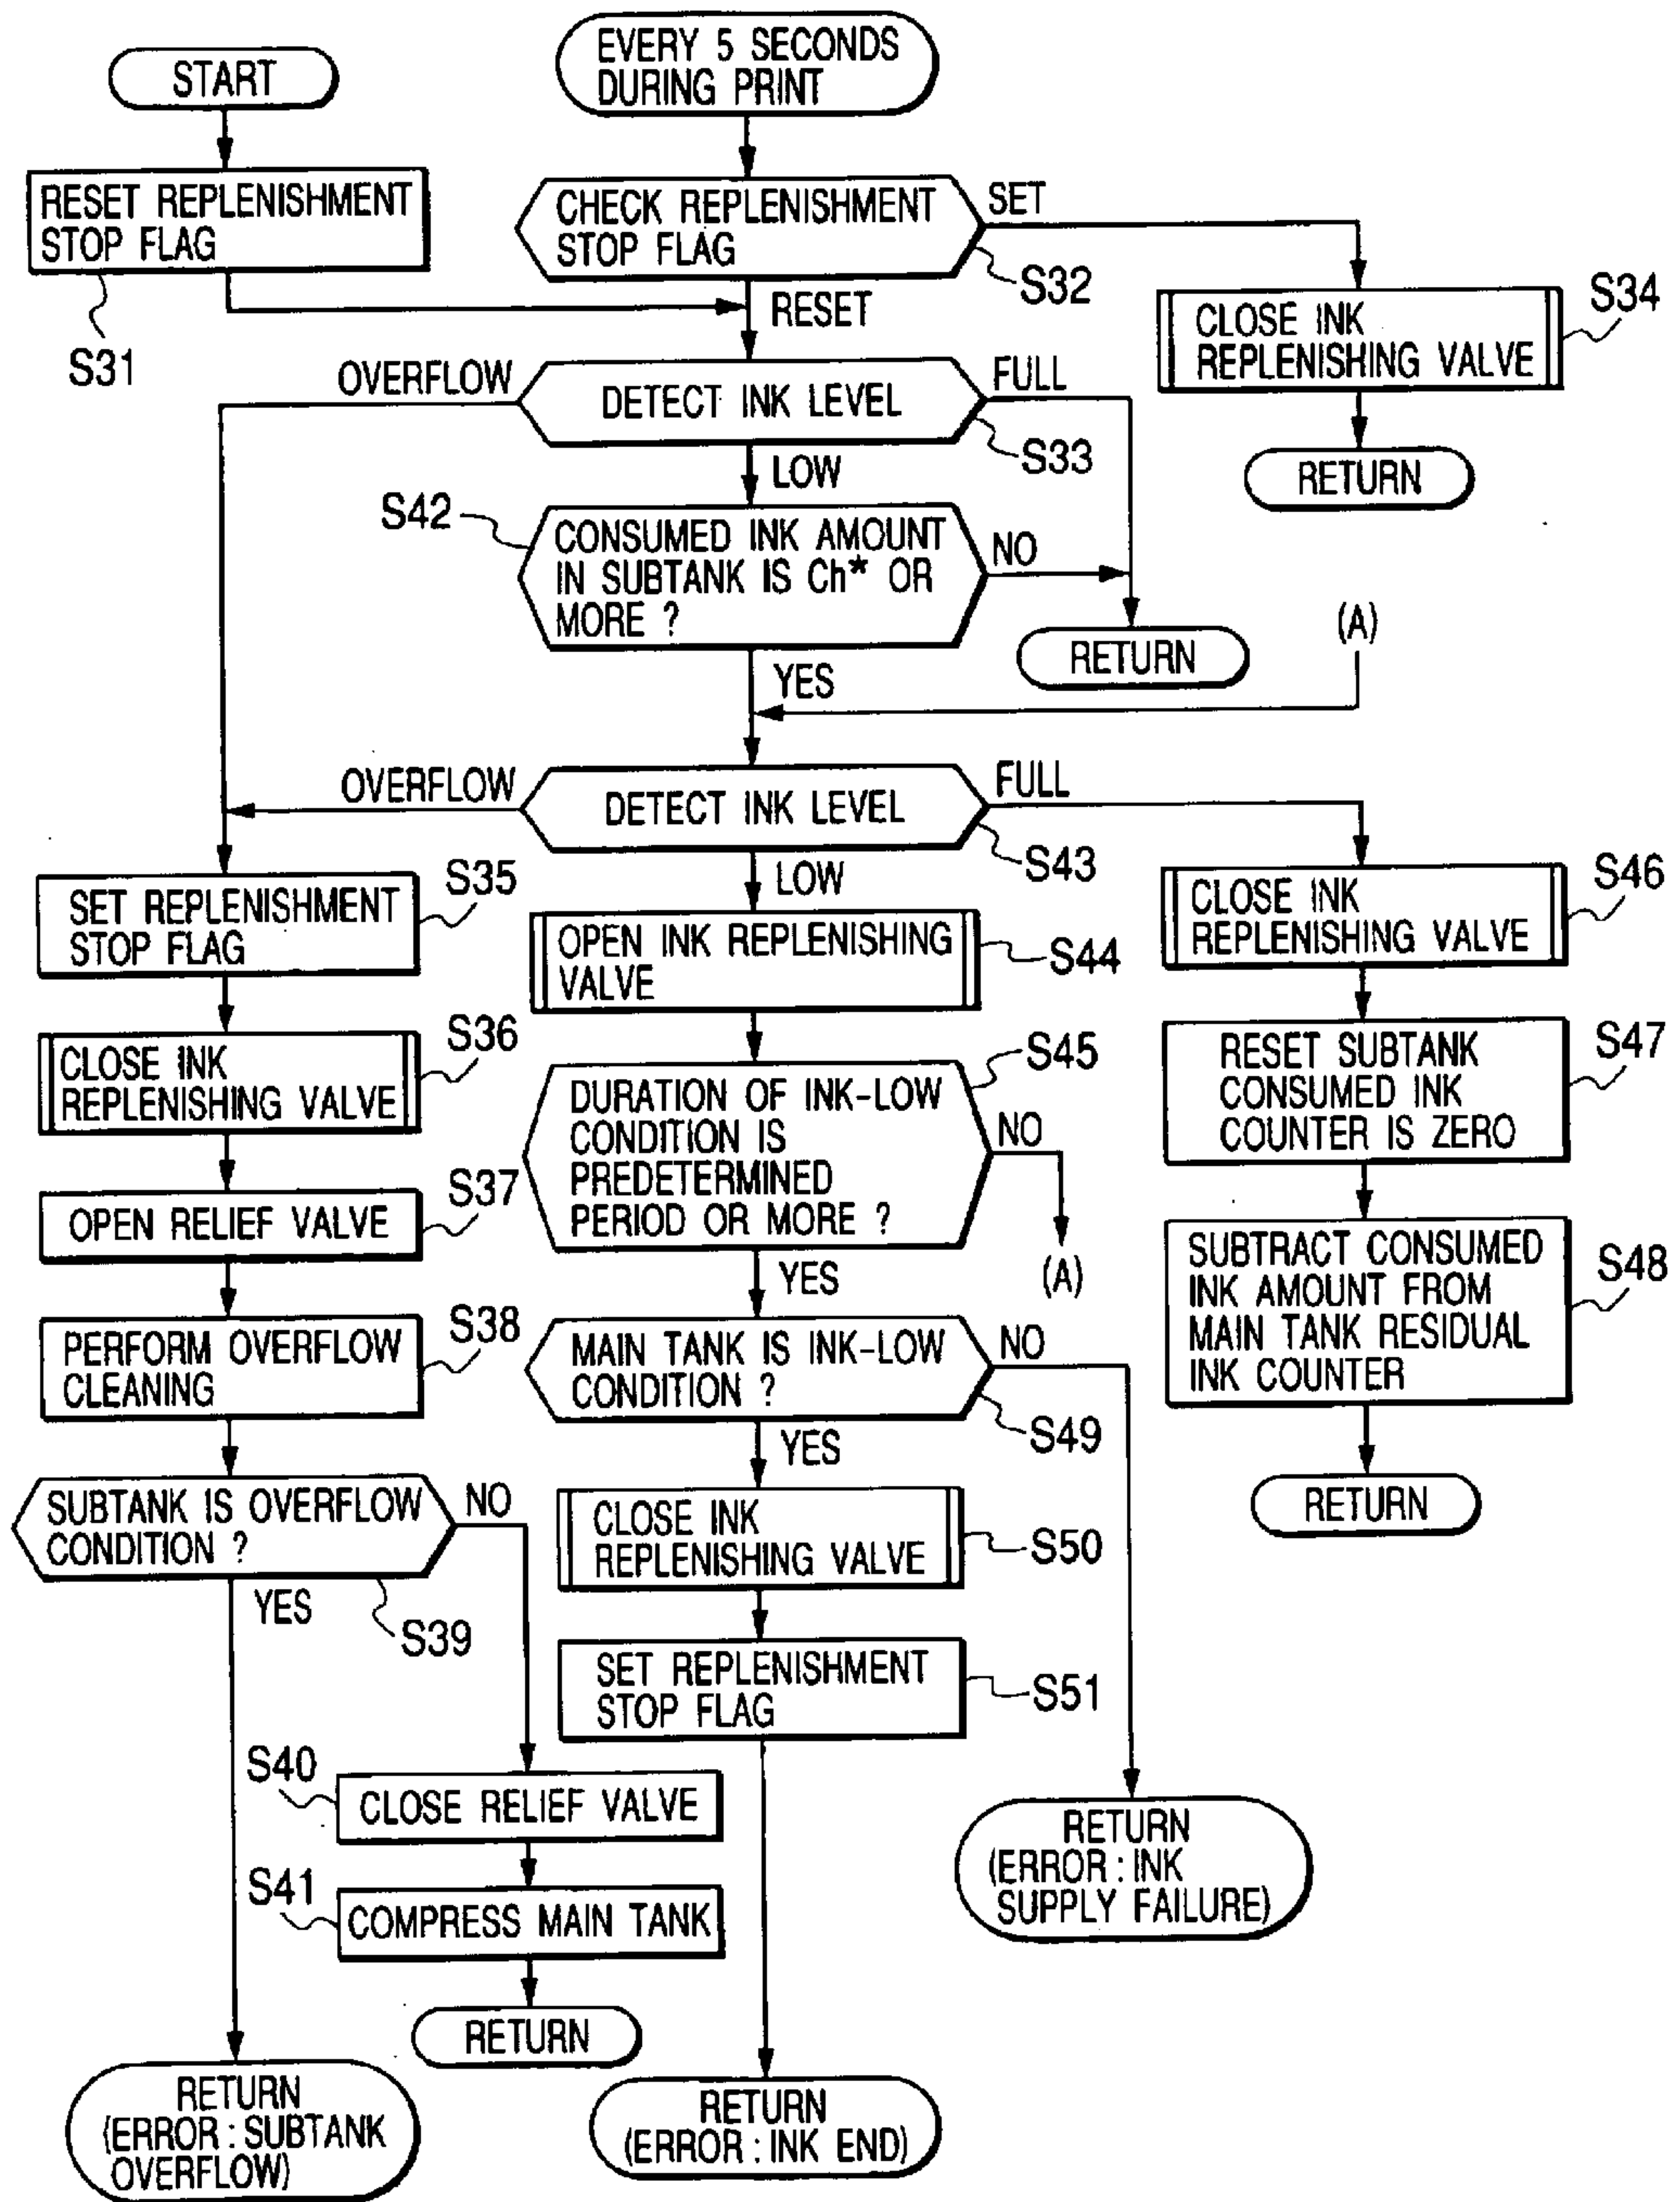 START
EVERY 5 SECONDS
DURING PRINT
RESET REPLENISHMENT
STOP FLAG
S31
CHECK REPLENISHMENT
STOP FLAG
SET
S32
RESET
CLOSE INK
REPLENISHING VALVE
S34
RETURN
OVERFLOW
DETECT INK LEVEL
FULL
S33
LOW
S42
CONSUMED INK AMOUNT
IN SUBTANK IS Ch* OR
MORE ?
NO
RETURN
(A)
YES
OVERFLOW
DETECT INK LEVEL
FULL
S43
LOW
SET REPLENISHMENT
STOP FLAG
S35
OPEN INK REPLENISHING
VALVE
S44
CLOSE INK
REPLENISHING VALVE
S46
CLOSE INK
REPLENISHING VALVE
S36
DURATION OF INK-LOW
CONDITION IS
PREDETERMINED
PERIOD OR MORE ?
S45
NO
(A)
YES
RESET SUBTANK
CONSUMED INK
COUNTER IS ZERO
S47
OPEN RELIEF VALVE
S37
SUBTRACT CONSUMED
INK AMOUNT FROM
MAIN TANK RESIDUAL
INK COUNTER
S48
RETURN
PERFORM OVERFLOW
CLEANING
S38
MAIN TANK IS INK-LOW
CONDITION ?
NO
S49
YES
SUBTANK IS OVERFLOW
CONDITION ?
NO
YES
S39
CLOSE INK
REPLENISHING VALVE
S50
SET REPLENISHMENT
STOP FLAG
S51
S40
CLOSE RELIEF VALVE
S41
COMPRESS MAIN TANK
RETURN
RETURN
(ERROR : INK
SUPPLY FAILURE)
RETURN
(ERROR : SUBTANK
OVERFLOW)
RETURN
(ERROR : INK END)